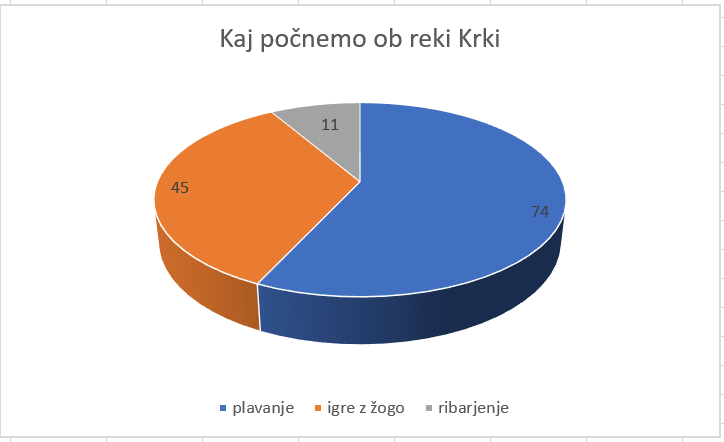 Kaj počnemo ob reki Krki
11
45
74
plavanje igre z žogo ribarjenje